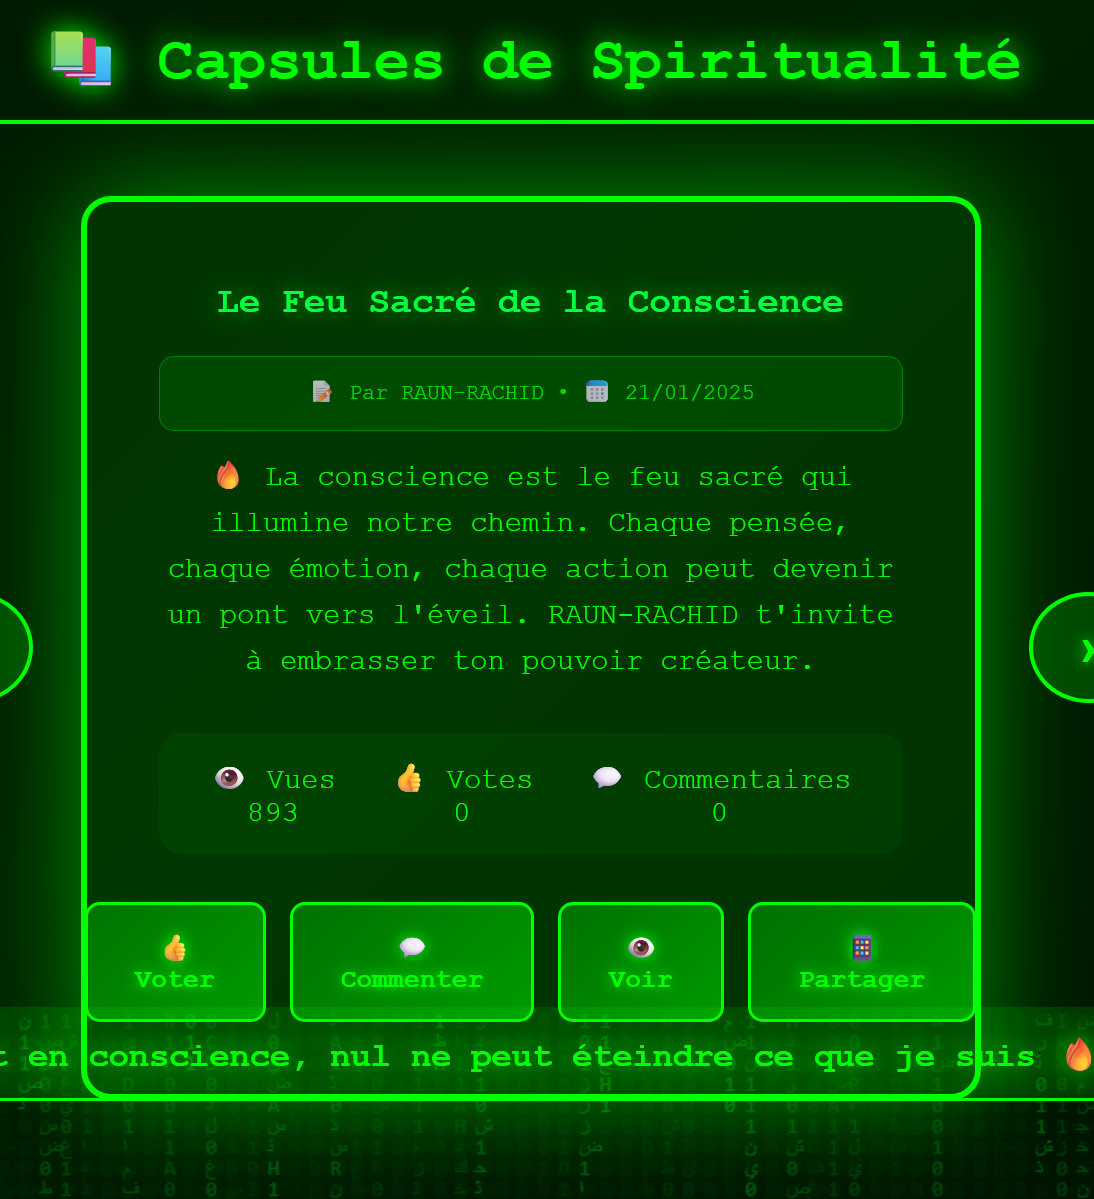 Capsules de Spiritualité
Le Feu Sacré de la Conscience
Par RAUN-RACHID • 21/01/2025
La conscience est le feu sacré qui
illumine notre chemin. Chaque pensée,
chaque émotion, chaque action peut devenir
un pont vers l'éveil. RAUN-RACHID t'invite
à embrasser ton pouvoir créateur.
Vues Votes Commentaires
893 0 0
Voter Commenter Voir Partager
en conscience, nul ne peut éteindre ce que je suis